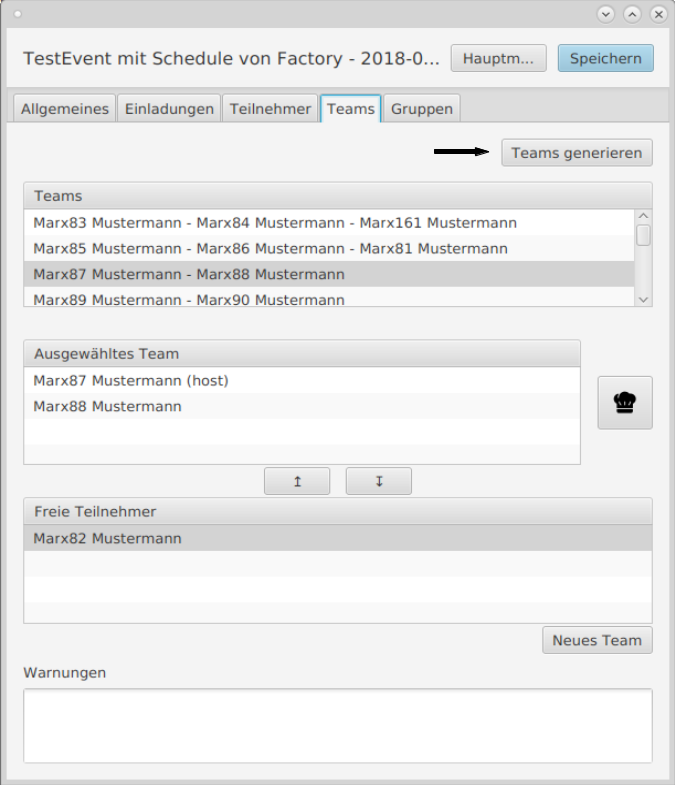 TestEvent mit Schedule von Factory - 2018-0...
Hauptm...
Speichern
Allgemeines
Einladungen
Teilnehmer
Teams
Gruppen
Teams generieren
Teams
Marx83 Mustermann - Marx84 Mustermann - Marx161 Mustermann
Marx85 Mustermann - Marx86 Mustermann - Marx81 Mustermann
Marx87 Mustermann - Marx88 Mustermann
Marx89 Mustermann - Marx90 Mustermann
Ausgewähltes Team
Marx87 Mustermann (host)
Marx88 Mustermann
↥
↧
Freie Teilnehmer
Marx82 Mustermann
Neues Team
Warnungen